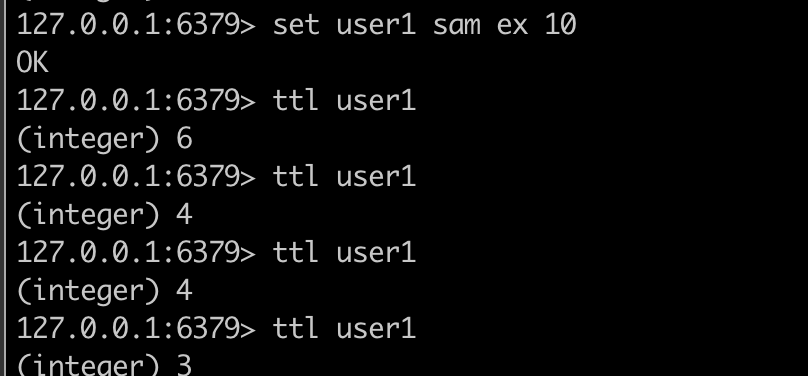 127.0.0.1:6379> set user1 sam ex 10
OK
127.0.0.1:6379> ttl user1
(integer) 6
127.0.0.1:6379> ttl user1
(integer) 4
127.0.0.1:6379> ttl user1
(integer) 4
127.0.0.1:6379> ttl user1
(integer) 3